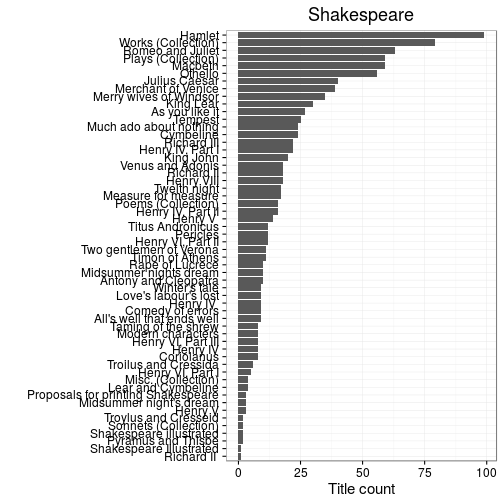 Shakespeare
Hamlet
Works (Collection)
Romeo and Juliet
Plays (Collection)
Macbeth
Othello
Julius Caesar
Merchant of Venice
Merry wives of Windsor
King Lear
As you like it
Tempest
Much ado about nothing
Cymbeline
Richard III
Henry IV, Part I
King John
Venus and Adonis
Richard II
Henry VIII
Twelth night
Measure for measure
Poems (Collection)
Henry IV, Part II
Henry V
Titus Andronicus
Pericles
Henry VI, Part II
Two gentlemen of Verona
Timon of Athens
Rape of Lucrece
Midsummer nights dream
Antony and Cleopatra
Winter's tale
Love's labour's lost
Henry IV
Comedy of errors
All's well that ends well
Taming of the shrew
Modern characters
Henry VI, Part III
Henry IV
Coriolanus
Troilus and Cressida
Henry VI, Part I
Misc. (Collection)
Lear and Cymbeline
Proposals for printing Shakespeare
Midsummer night's dream
Henry V
Troylus and Cresseid
Sonnets (Collection)
Shakespeare Illustrated
Pyramus and Thisbe
Shakespeare Illustrated
Richard II
0 25 50 75 100
Title count